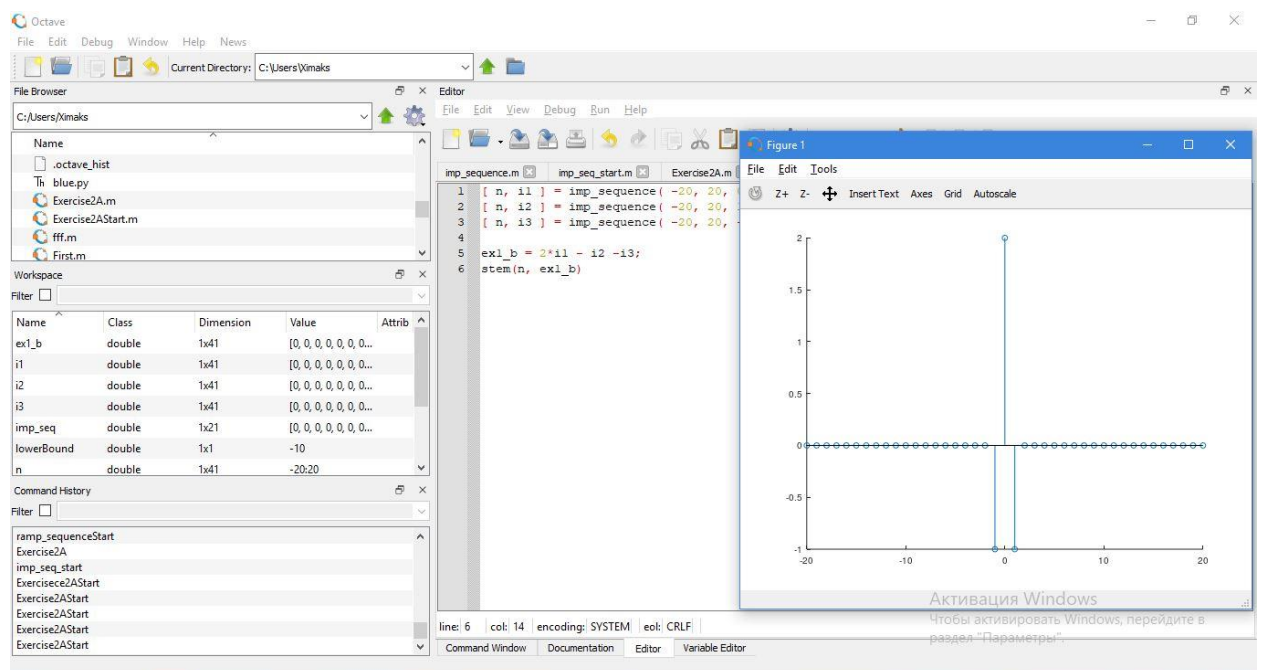 Octave
File Edit Debug Window Help News
Current Directory: C:\Users\Ximaks
File Browser
C:/Users/Ximaks
Name
.octave_hist
blue.py
Exercise2A.m
Exercise2AStart.m
fff.m
First.m
Workspace
Filter
Name Class Dimension Value Attrib
ex1_b double 1x41 [0, 0, 0, 0, 0, 0, 0...
i1 double 1x41 [0, 0, 0, 0, 0, 0, 0...
i2 double 1x41 [0, 0, 0, 0, 0, 0, 0...
i3 double 1x41 [0, 0, 0, 0, 0, 0, 0...
imp_seq double 1x21 [0, 0, 0, 0, 0, 0, 0...
lowerBound double 1x1 -10
n double 1x41 -20:20
Command History
Filter
ramp_sequenceStart
Exercise2A
imp_seq_start
Exercisece2AStart
Exercise2AStart
Exercise2AStart
Exercise2AStart
Exercise2AStart
Editor
File Edit View Debug Run Help
imp_sequence.m imp_seq_start.m Exercise2A.m
1 [ n, i1 ] = imp_sequence( -20, 20,
2 [ n, i2 ] = imp_sequence( -20, 20,
3 [ n, i3 ] = imp_sequence( -20, 20,
4
5 ex1_b = 2*i1 - i2 -i3;
6 stem(n, ex1_b)
line: 6 col: 14 encoding: SYSTEM eol: CRLF
Command Window Documentation Editor Variable Editor
Figure 1
File Edit Tools
Z+ Z- Insert Text Axes Grid Autoscale
2
1.5
1
0.5
0
-0.5
-1
-20 -10 0 10 20
Активация Windows
Чтобы активировать Windows, перейдите в
раздел "Параметры".